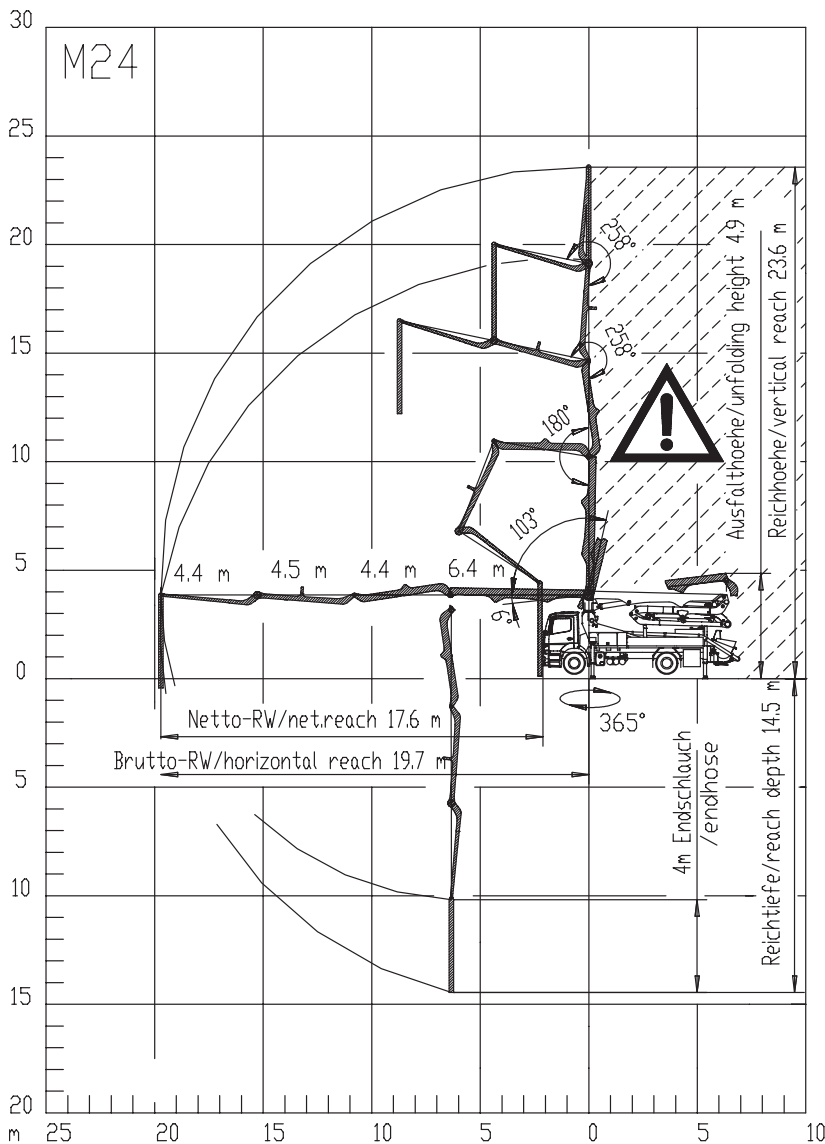 30
M24
25
20
15
10
5
0
5
10
15
20
m
25
20
15
10
5
0
5
10
258°
258°
180°
103°
6°
4.4 m
4.5 m
4.4 m
6.4 m
365°
Netto-RW/net.reach 17.6 m
Brutto-RW/horizontal reach 19.7 m
Ausfalthoehe/unfolding height 4.9 m
Reichhoehe/vertical reach 23.6 m
4m Endschlauch
/endhose
Reichtiefe/reach depth 14.5 m
!